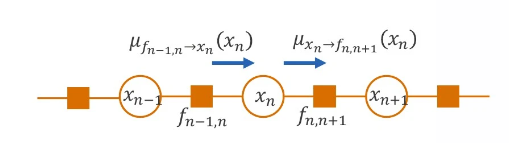 μ_{f_{n−1,n}→x_n}(x_n) μ_{x_n→f_{n,n+1}}(x_n)
x_{n−1} x_n x_{n+1}
f_{n−1,n} f_{n,n+1}